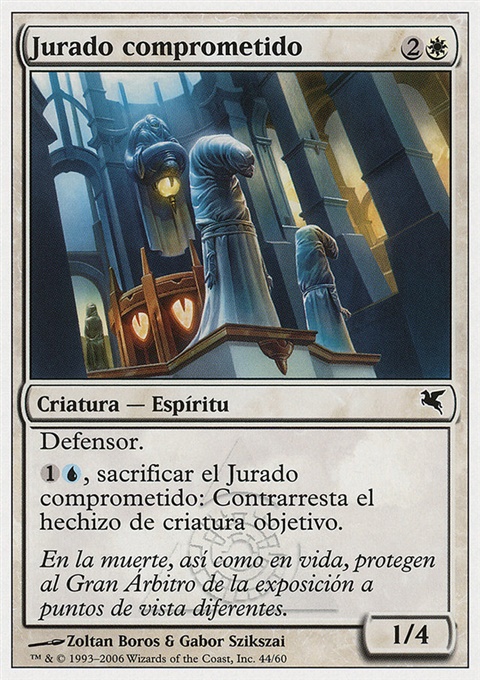 Jurado comprometido 2
Criatura — Espíritu
Defensor.
1, sacrificar el Jurado
comprometido: Contrarresta el
hechizo de criatura objetivo.
En la muerte, así como en vida, protegen
al Gran Árbitro de la exposición a
puntos de vista diferentes.
Zoltan Boros & Gabor Szikszai
1/4
™ & © 1993–2006 Wizards of the Coast, Inc. 44/60